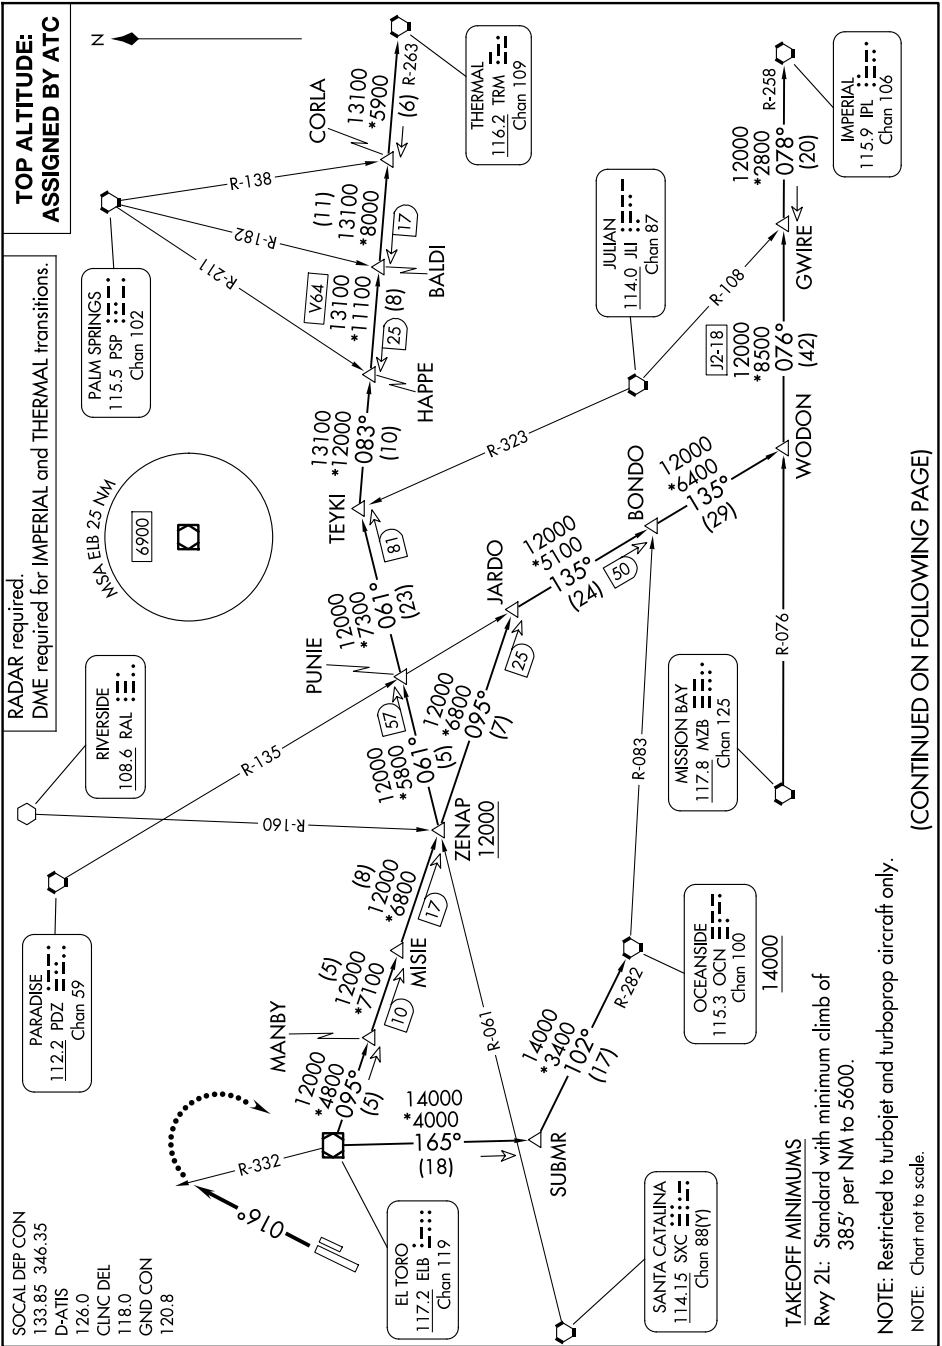 SOCAL DEP CON
133.85 346.35
D-ATIS
126.0
CLNC DEL
118.0
GND CON
120.8
RADAR required.
DME required for IMPERIAL and THERMAL transitions.
TOP ALTITUDE:
ASSIGNED BY ATC
N
PARADISE
112.2 PDZ
Chan 59
RIVERSIDE
108.6 RAL
MSA ELB 25 NM
6900
PALM SPRINGS
115.5 PSP
Chan 102
R-211
R-182
R-138
016°
R-332
EL TORO
117.2 ELB
Chan 119
12000
*4800
095°
(5)
MANBY
10
(5)
12000
*7100
MISIE
17
(8)
12000
*6800
ZENAP
12000
R-160
R-135
12000
*5800
061°
(5)
57
PUNIE
12000
*7300
061°
(23)
81
TEYKI
13100
*12000
083°
(10)
HAPPE
V64
13100
*11100
(8)
25
BALDI
(11)
13100
*8000
17
CORLA
13100
*5900
(6)
R-263
THERMAL
116.2 TRM
Chan 109
12000
*6800
095°
(7)
25
JARDO
12000
*5100
135°
(24)
50
BONDO
12000
*6400
135°
(29)
WODON
J2-18
12000
*8500
076°
(42)
GWIRE
12000
*2800
078°
(20)
R-258
IMPERIAL
115.9 IPL
Chan 106
JULIAN
114.0 JLI
Chan 87
R-323
R-108
14000
*4000
165°
(18)
SUBMR
14000
*3400
102°
(17)
R-282
R-061
R-083
OCEANSIDE
115.3 OCN
Chan 100
14000
MISSION BAY
117.8 MZB
Chan 125
R-076
SANTA CATALINA
114.15 SXC
Chan 88(Y)
TAKEOFF MINIMUMS
Rwy 2L: Standard with minimum climb of
385' per NM to 5600.
NOTE: Restricted to turbojet and turboprop aircraft only.
NOTE: Chart not to scale.
(CONTINUED ON FOLLOWING PAGE)